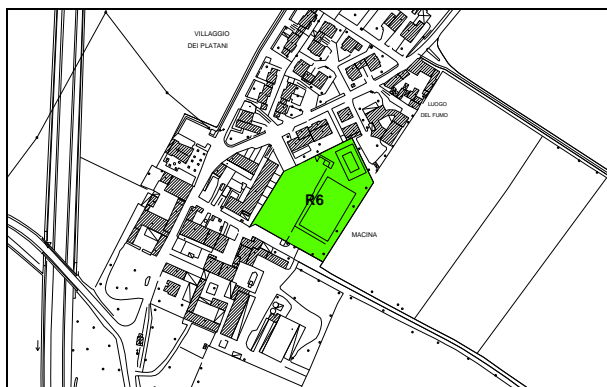 VILLAGGIO
DEI PLATANI
LUOGO
DEL FUMO
R6
MACINA